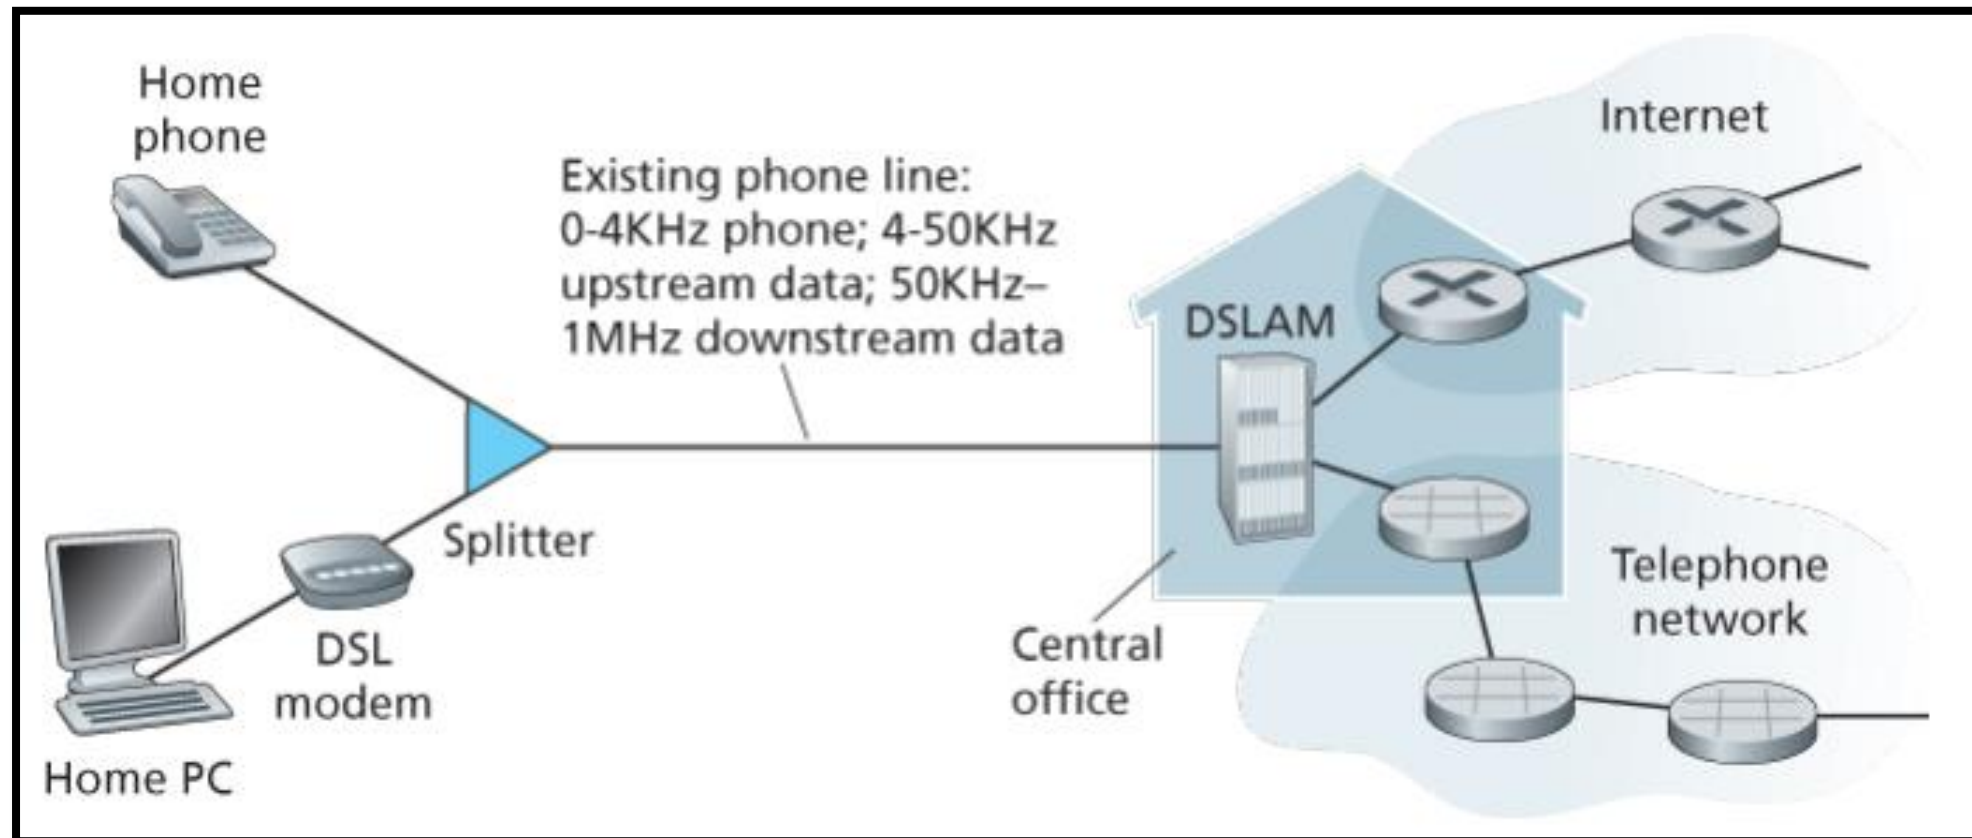 Home
phone
Existing phone line:
0-4KHz phone; 4-50KHz
upstream data; 50KHz–
1MHz downstream data
Internet
DSLAM
Splitter
DSL
modem
Home PC
Central
office
Telephone
network